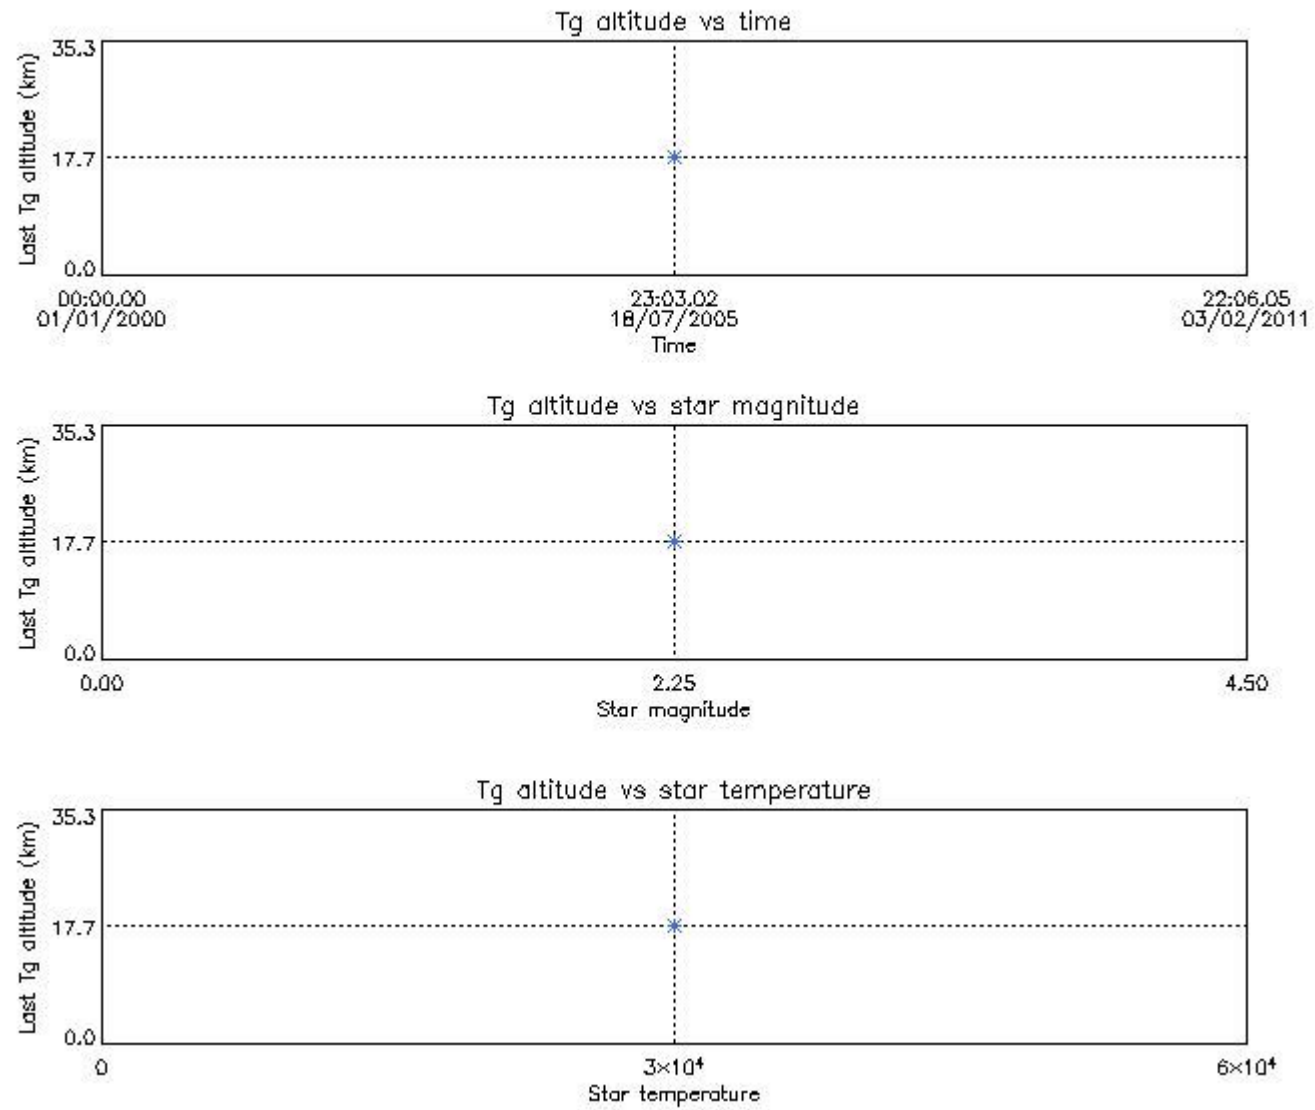 Tg altitude vs time
Last Tg altitude (km)
35.3
17.7
0.0
00:00.00 23:03.02 22:06.05
01/01/2000 18/07/2005 03/02/2011
Time
Tg altitude vs star magnitude
Last Tg altitude (km)
35.3
17.7
0.0
0.00 2.25 4.50
Star magnitude
Tg altitude vs star temperature
Last Tg altitude (km)
35.3
17.7
0.0
0 3×10⁴ 6×10⁴
Star temperature